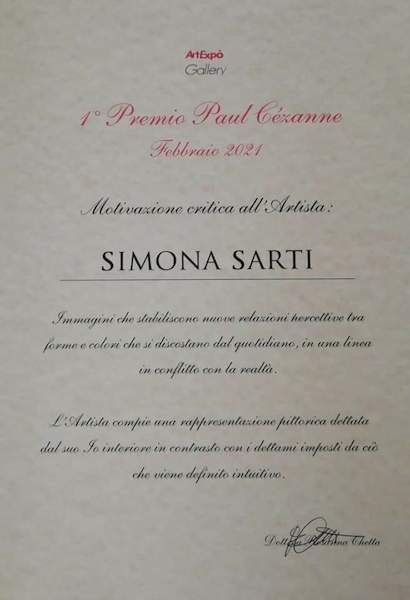 ArtExpò
Gallery
1° Premio Paul Cézanne
Febbraio 2021
Motivazione critica all'Artista:
SIMONA SARTI
Immagini che stabiliscono nuove relazioni percettive tra
forme e colori che si discostano dal quotidiano, in una linea
in conflitto con la realtà.
L'Artista compie una rappresentazione pittorica dettata
dal suo Io interiore in contrasto con i dettami imposti da ciò
che viene definito intuitivo.
Chetta